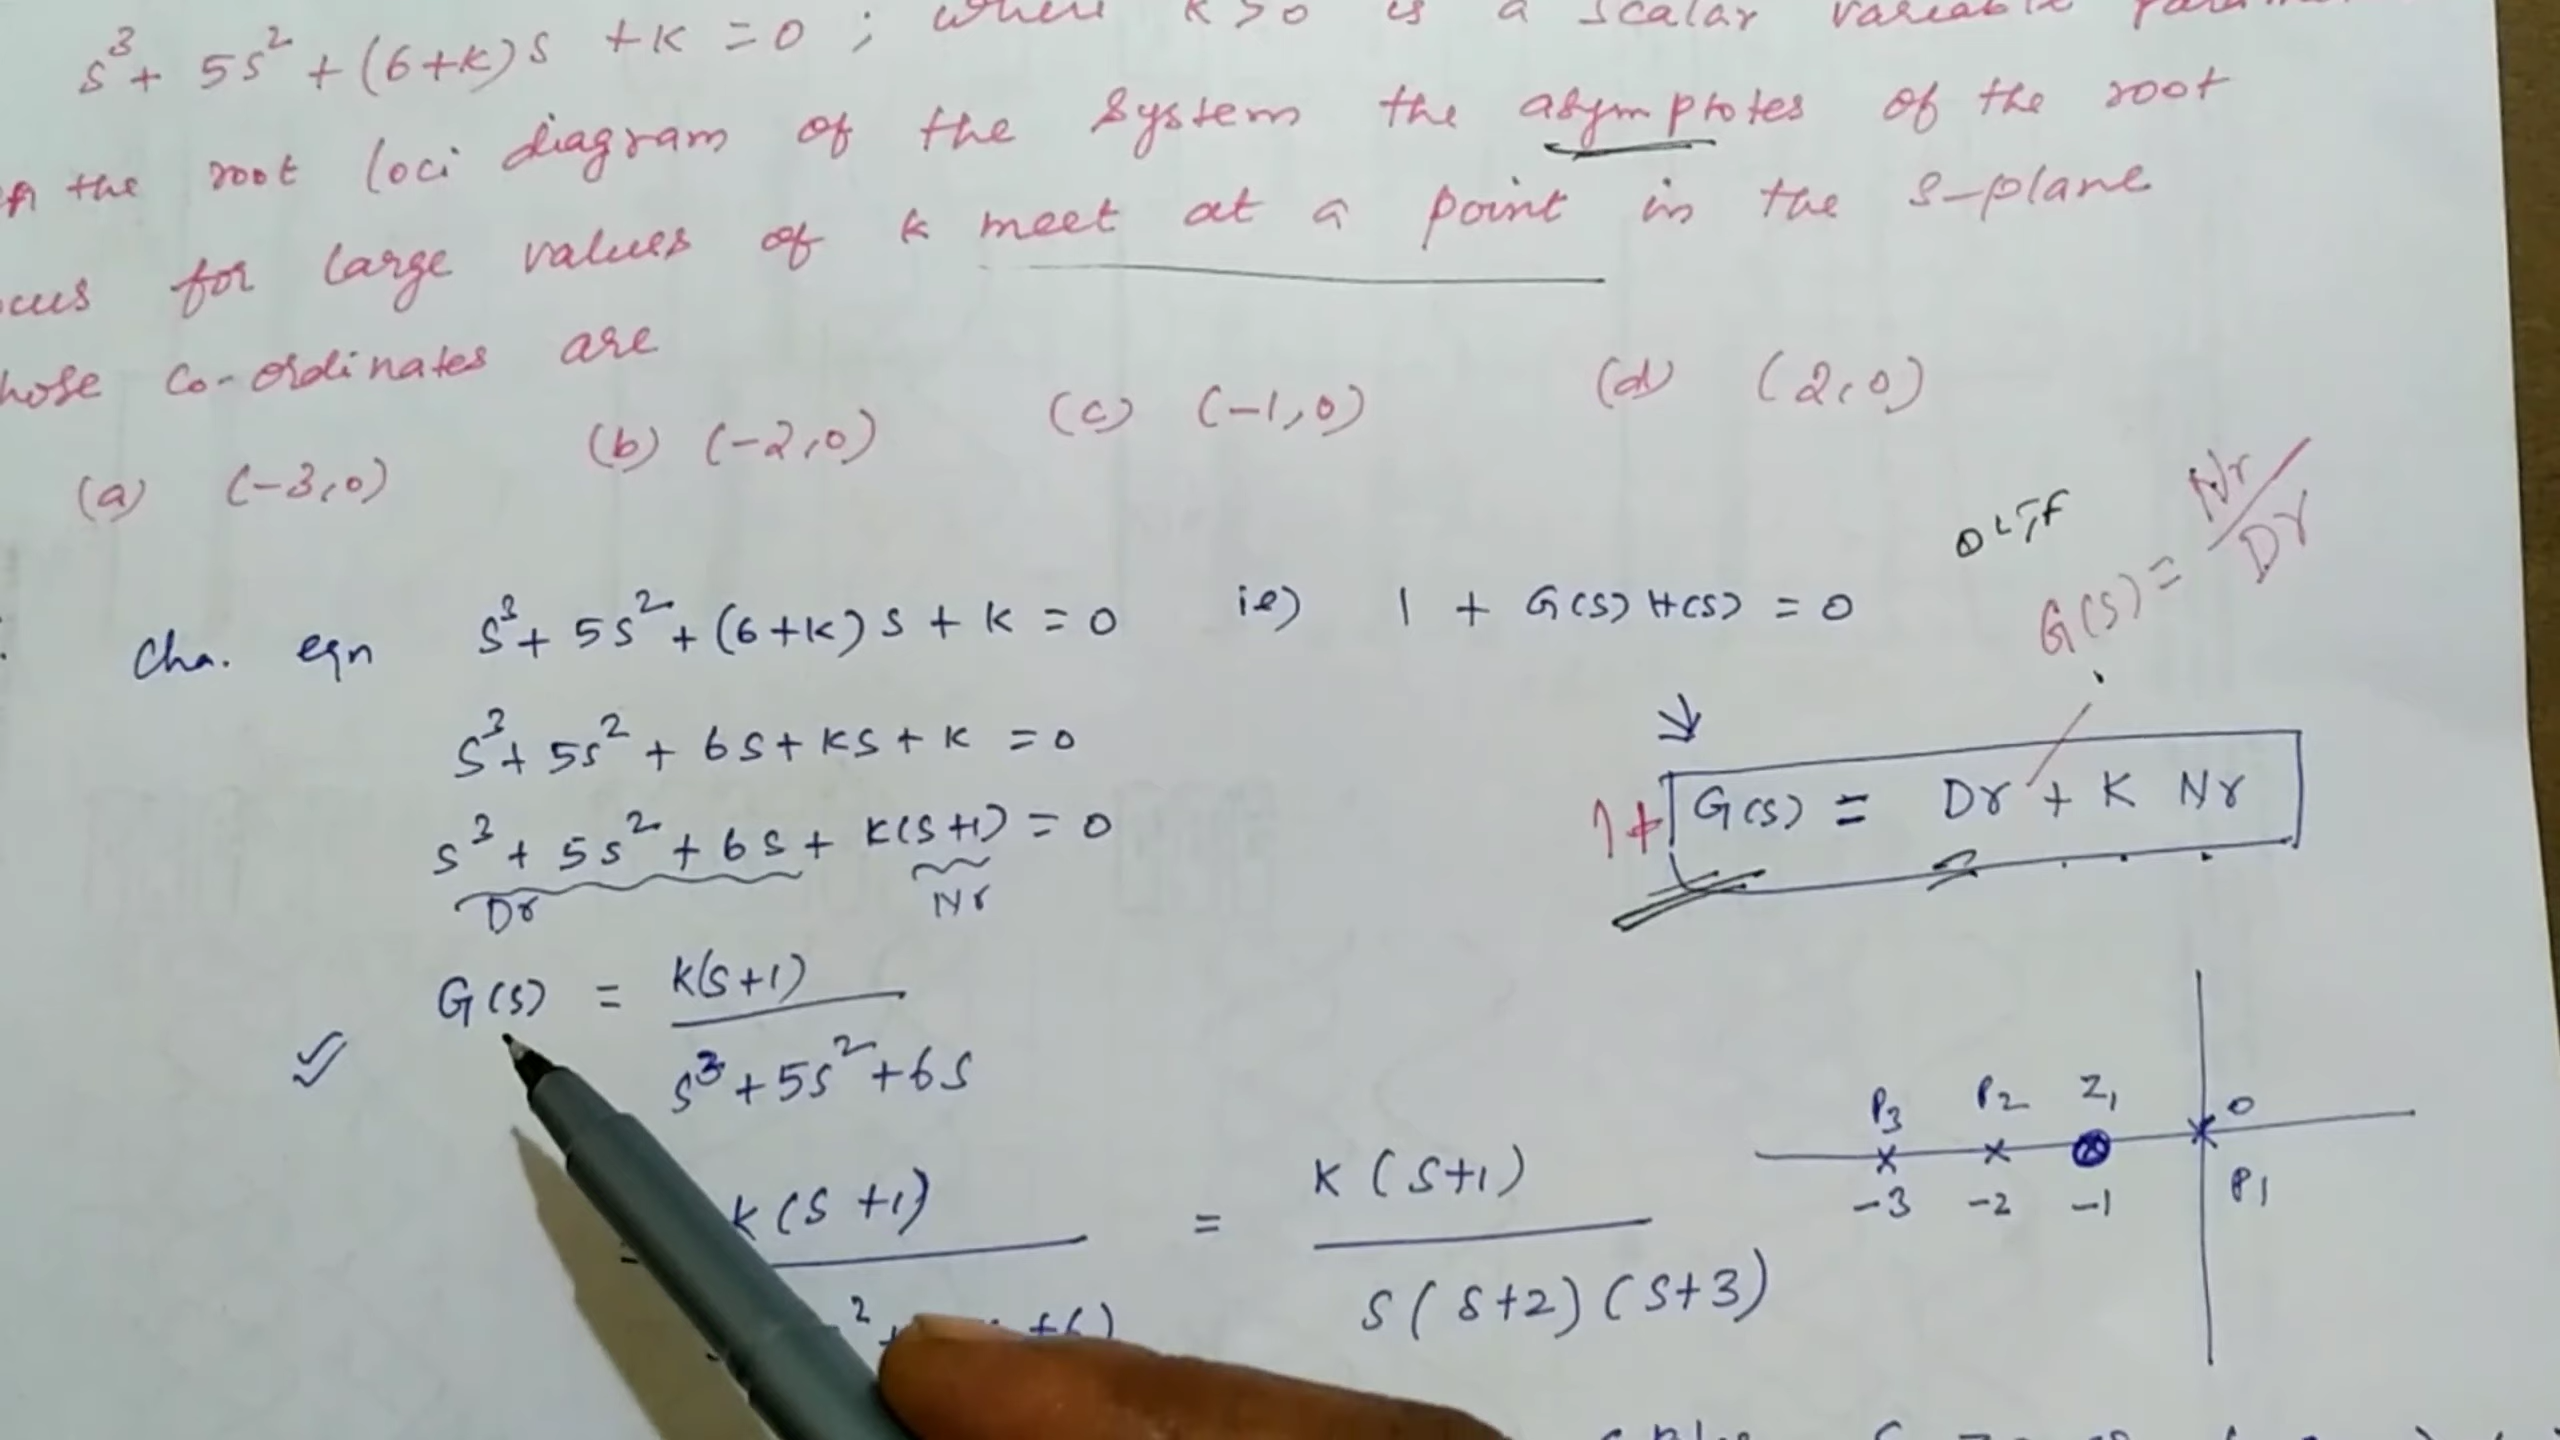 s³ + 5s² + (6+k)s + k = 0 ; where k > 0 is a scalar variable
the root loci diagram of the system the asymptotes of the root
for large values of k meet at a point in the s-plane
co-ordinates are
(a) (-3,0) (b) (-2,0) (c) (-1,0) (d) (2,0)
OLTF
G(s) = Nr/Dr
Cha. eqn s³ + 5s² + (6+k)s + k = 0 ie) 1 + G(s)H(s) = 0
s³ + 5s² + 6s + ks + k = 0
s³ + 5s² + 6s + k(s+1) = 0
Dr Nr
1+ G(s) = Dr + K Nr
G(s) = k(s+1) / s³+5s²+6s
= k(s+1) = k(s+1) / s(s+2)(s+3)
P3 P2 Z1 0
-3 -2 -1 P1